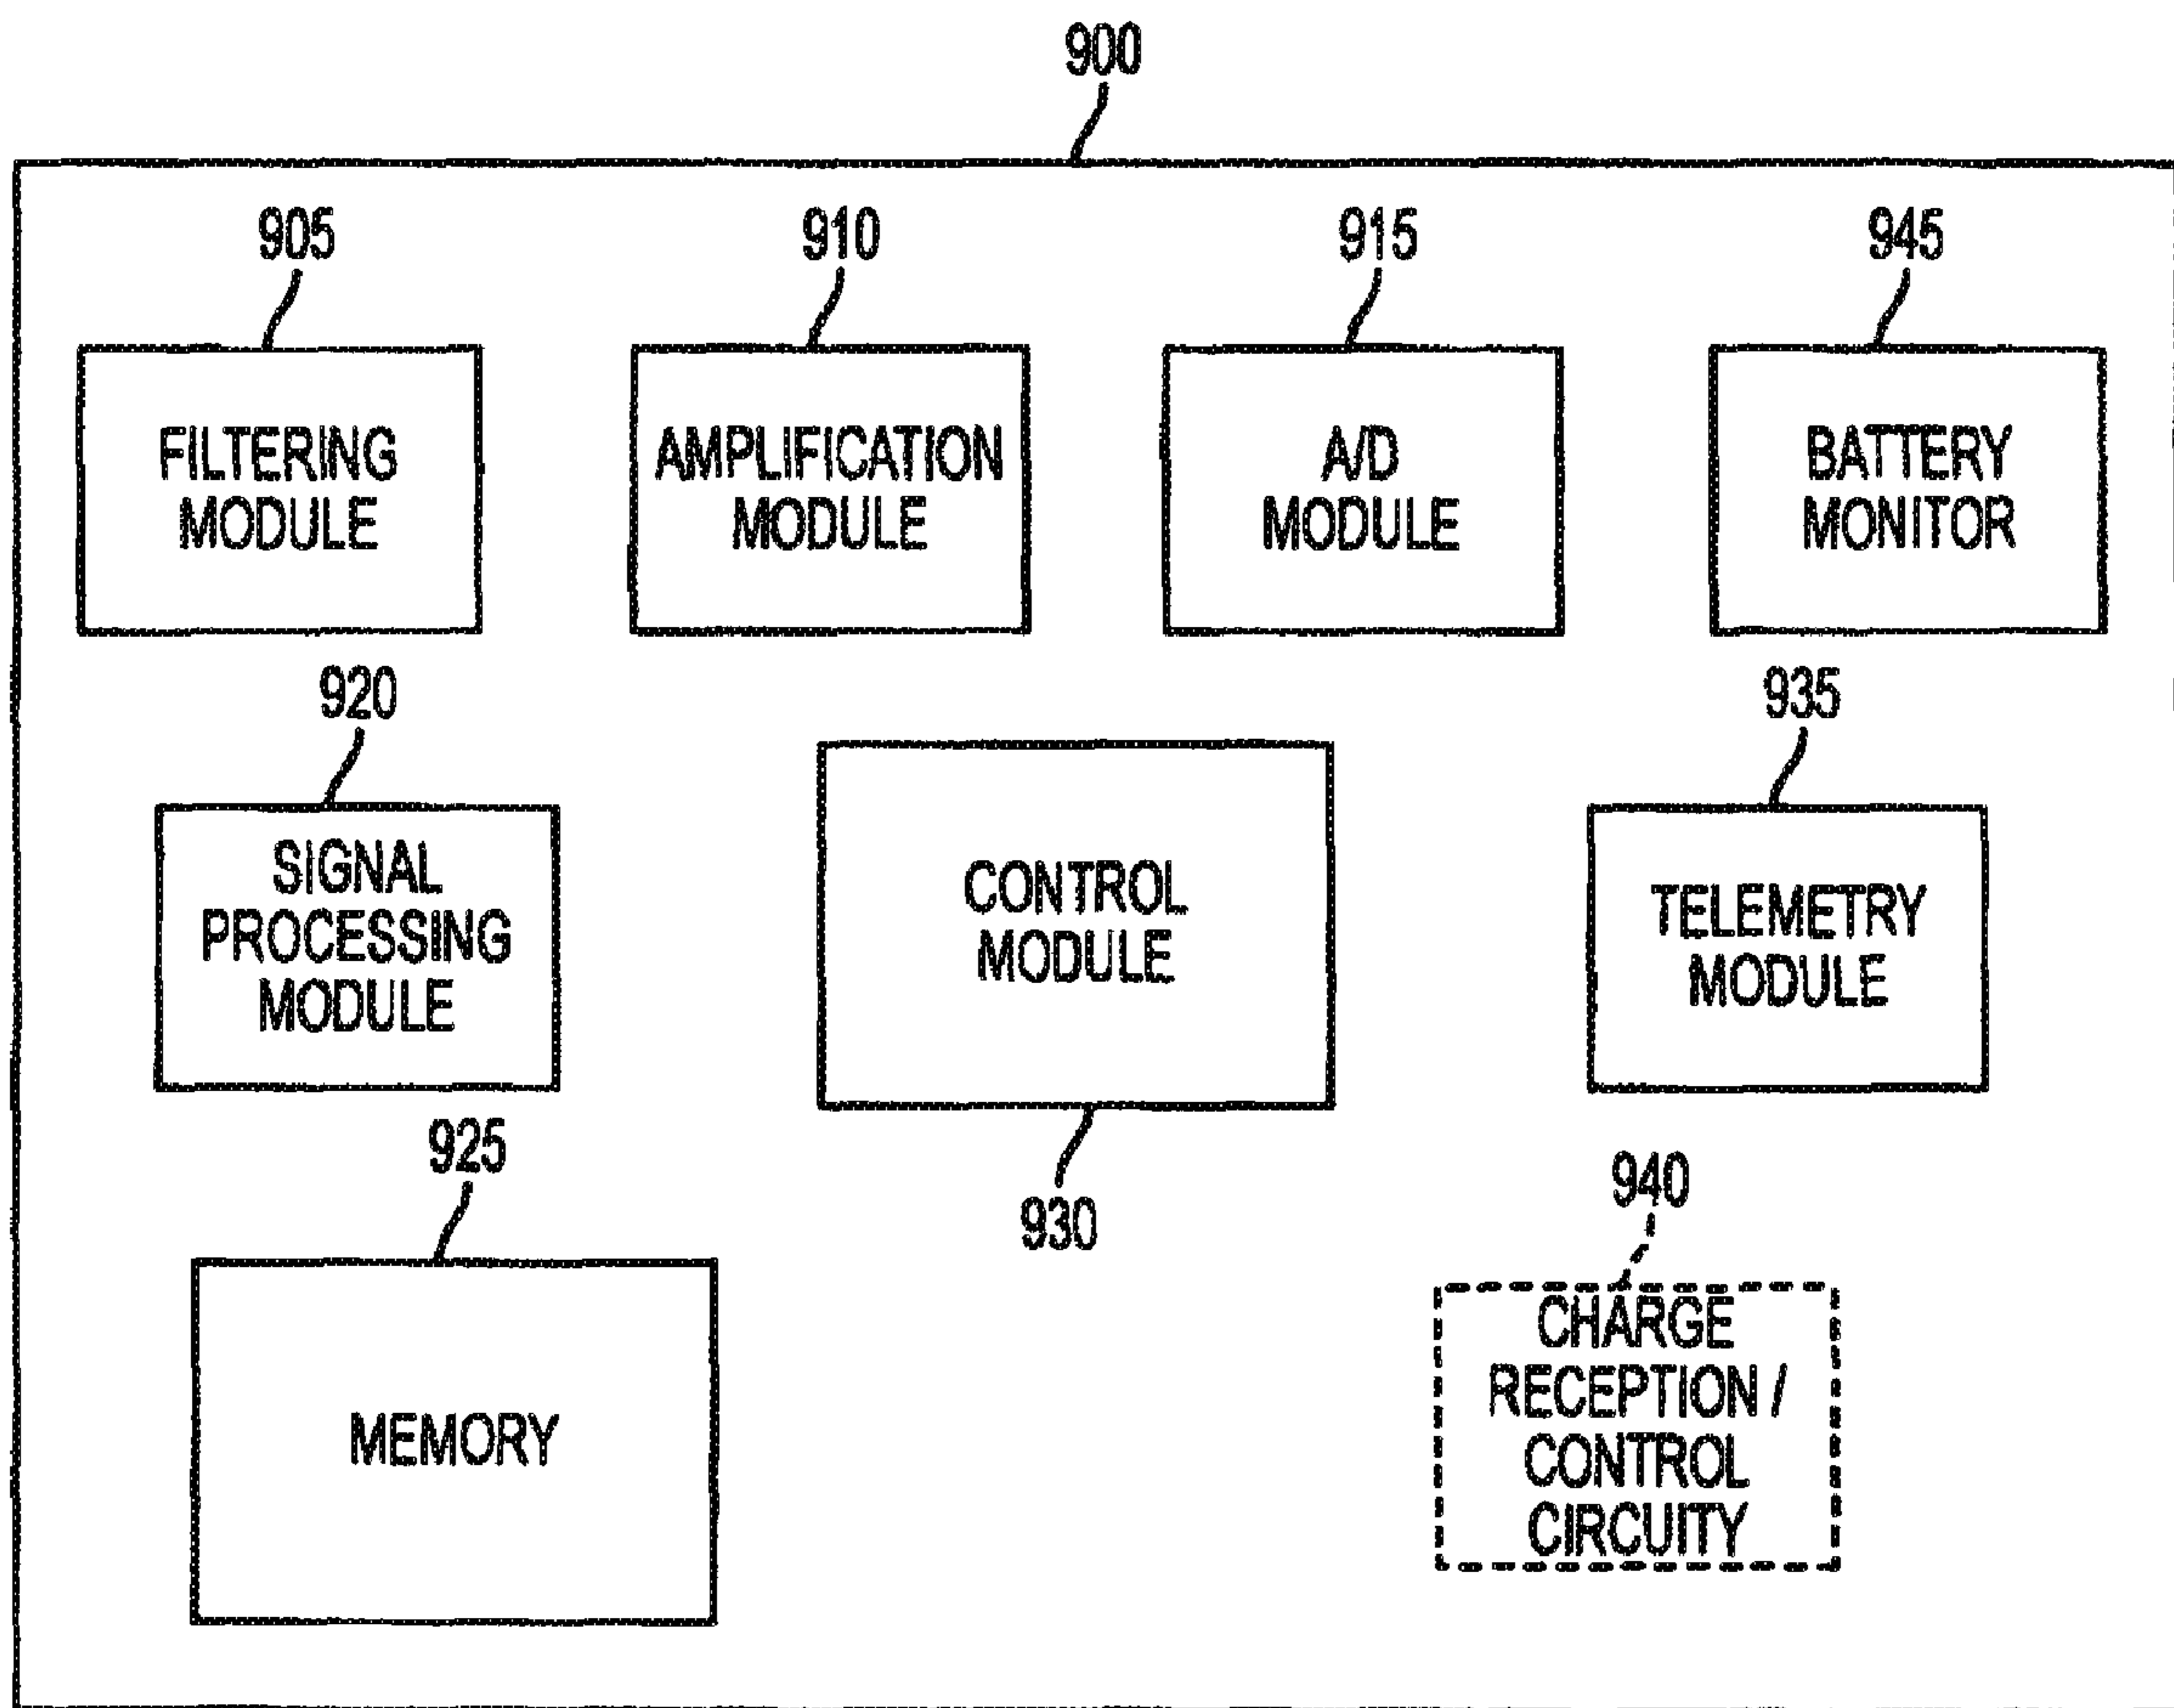 900
905
910
915
945
FILTERING
MODULE
AMPLIFICATION
MODULE
A/D
MODULE
BATTERY
MONITOR
920
935
SIGNAL
PROCESSING
MODULE
CONTROL
MODULE
TELEMETRY
MODULE
925
930
940
MEMORY
CHARGE
RECEPTION /
CONTROL
CIRCUITY